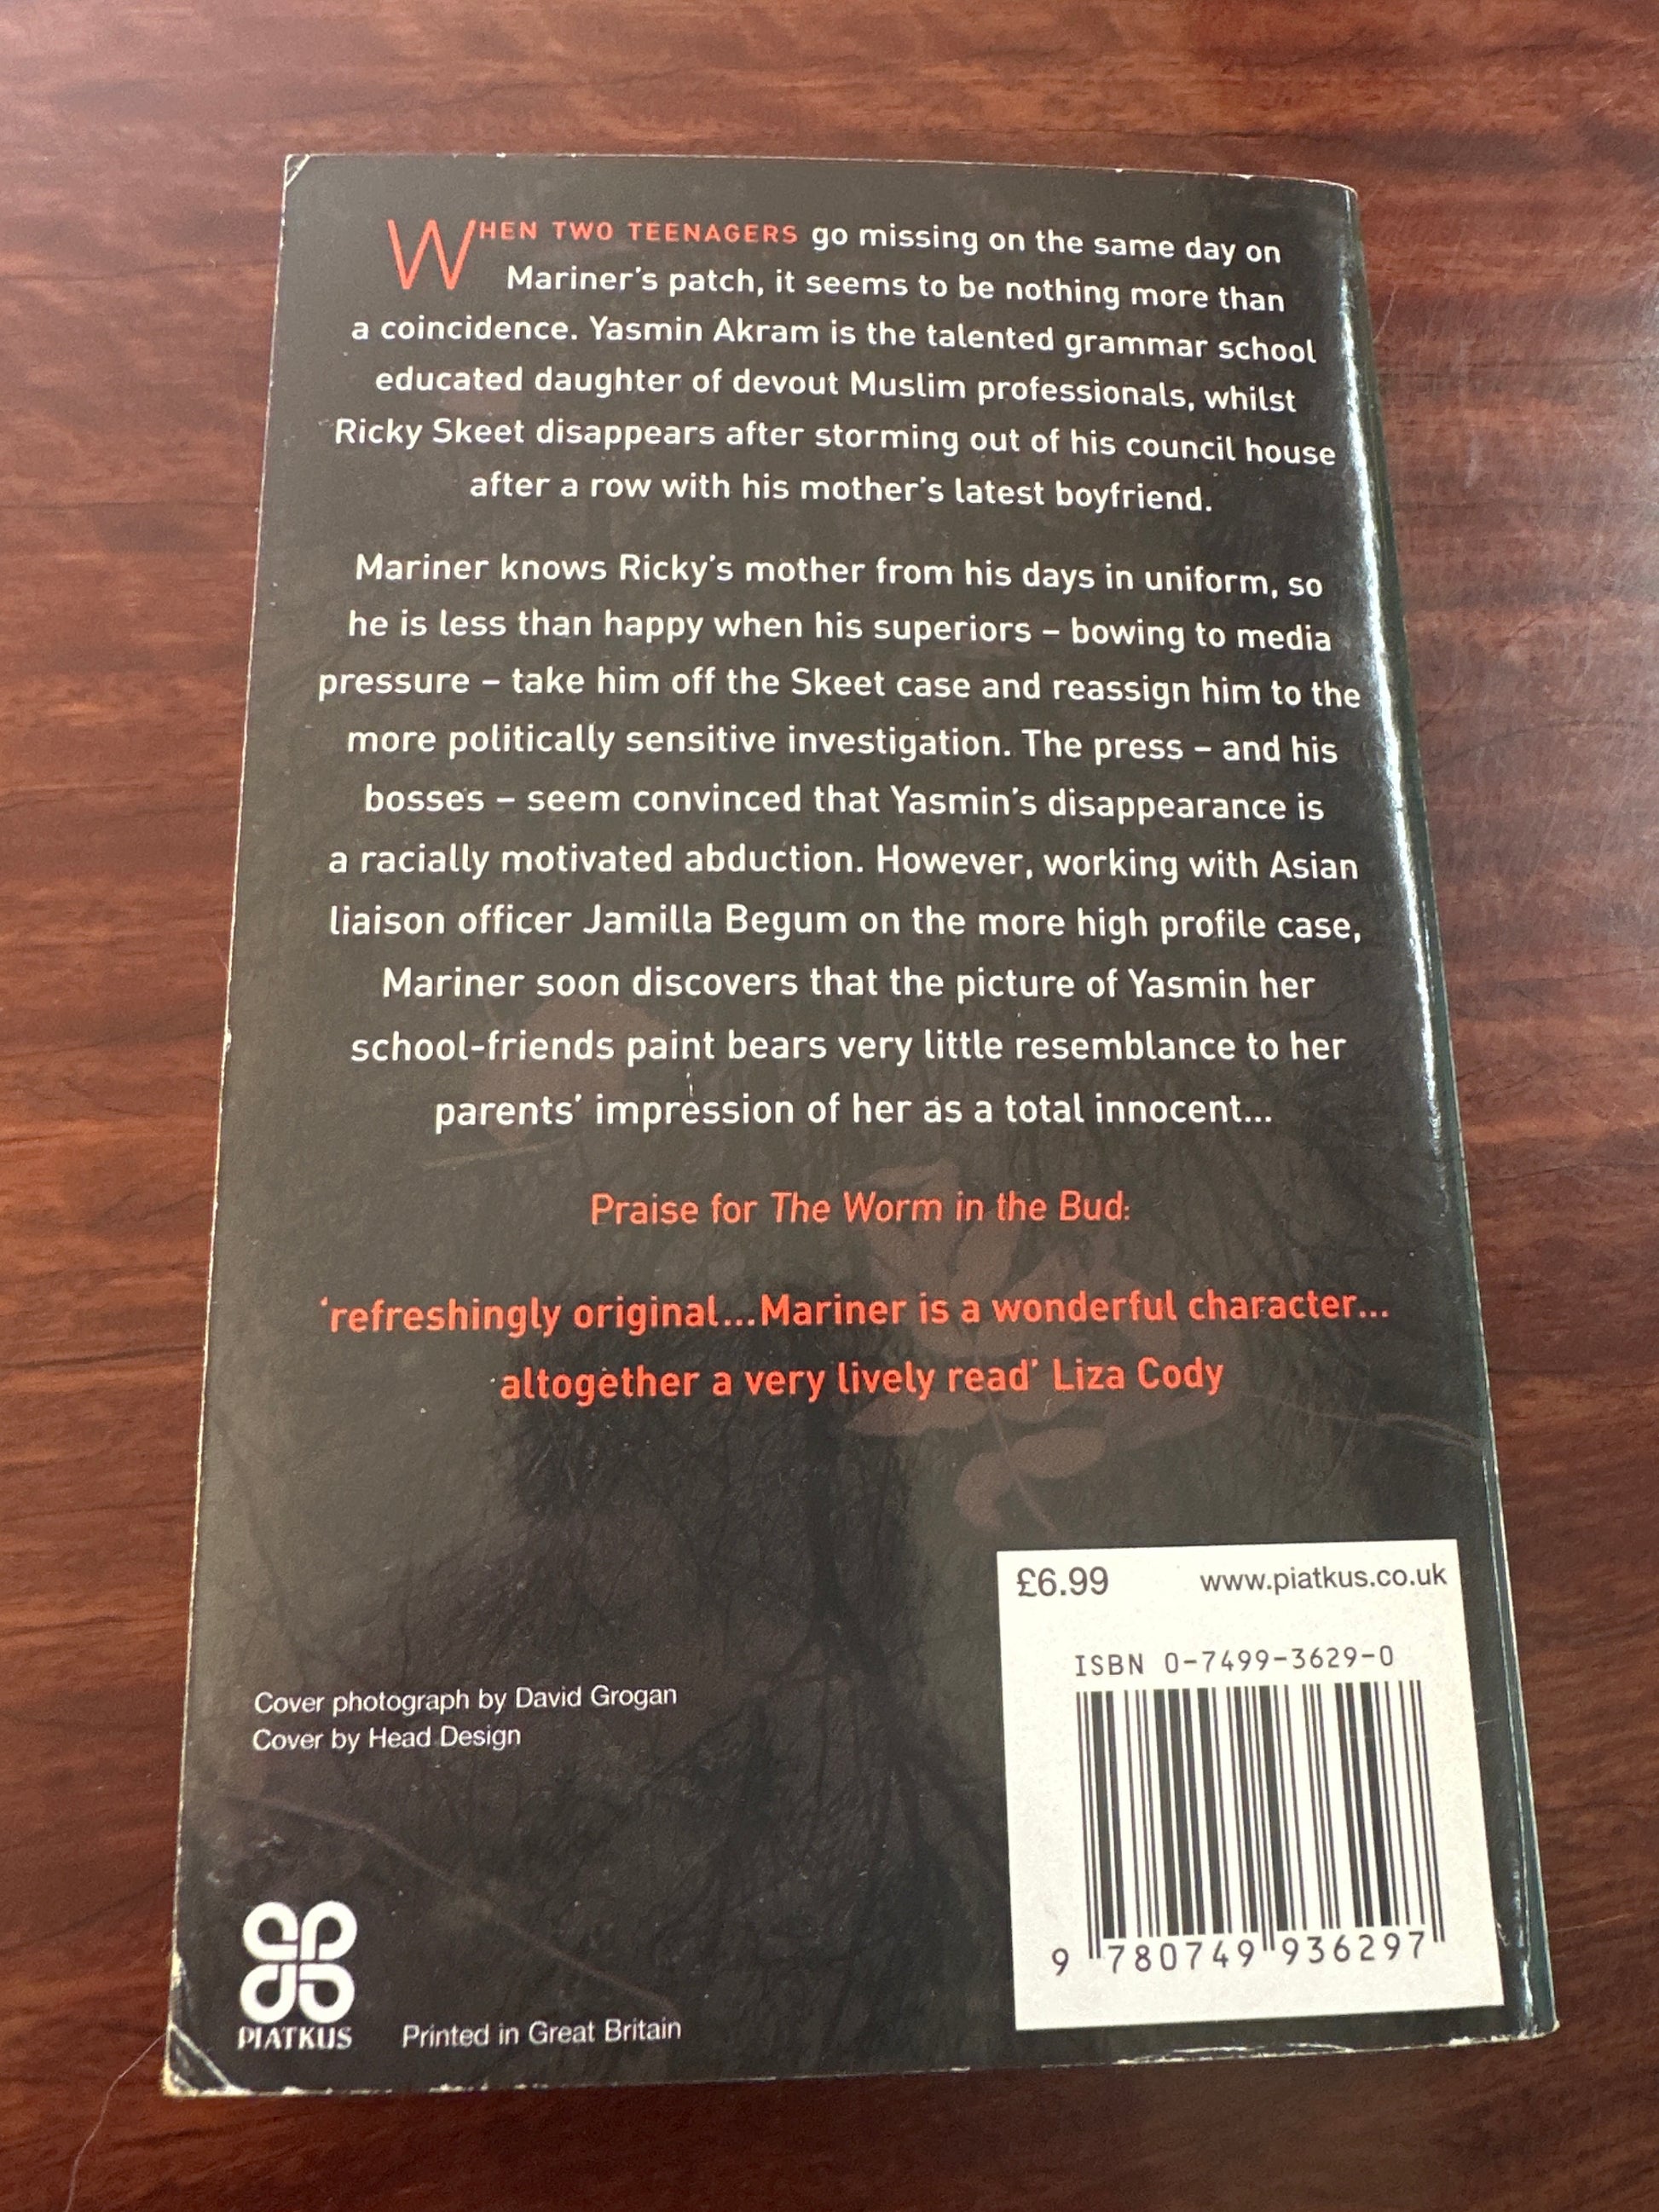 WHEN TWO TEENAGERS go missing on the same day on
Mariner's patch, it seems to be nothing more than
a coincidence. Yasmin Akram is the talented grammar school
educated daughter of devout Muslim professionals, whilst
Ricky Skeet disappears after storming out of his council house
after a row with his mother's latest boyfriend.
Mariner knows Ricky's mother from his days in uniform, so
he is less than happy when his superiors – bowing to media
pressure – take him off the Skeet case and reassign him to the
more politically sensitive investigation. The press – and his
bosses – seem convinced that Yasmin's disappearance is
a racially motivated abduction. However, working with Asian
liaison officer Jamilla Begum on the more high profile case,
Mariner soon discovers that the picture of Yasmin her
school-friends paint bears very little resemblance to her
parents' impression of her as a total innocent...
Praise for The Worm in the Bud:
'refreshingly original...Mariner is a wonderful character...
altogether a very lively read' Liza Cody
£6.99 www.piatkus.co.uk
ISBN 0-7499-3629-0
9 780749 936297
Cover photograph by David Grogan
Cover by Head Design
PIATKUS
Printed in Great Britain